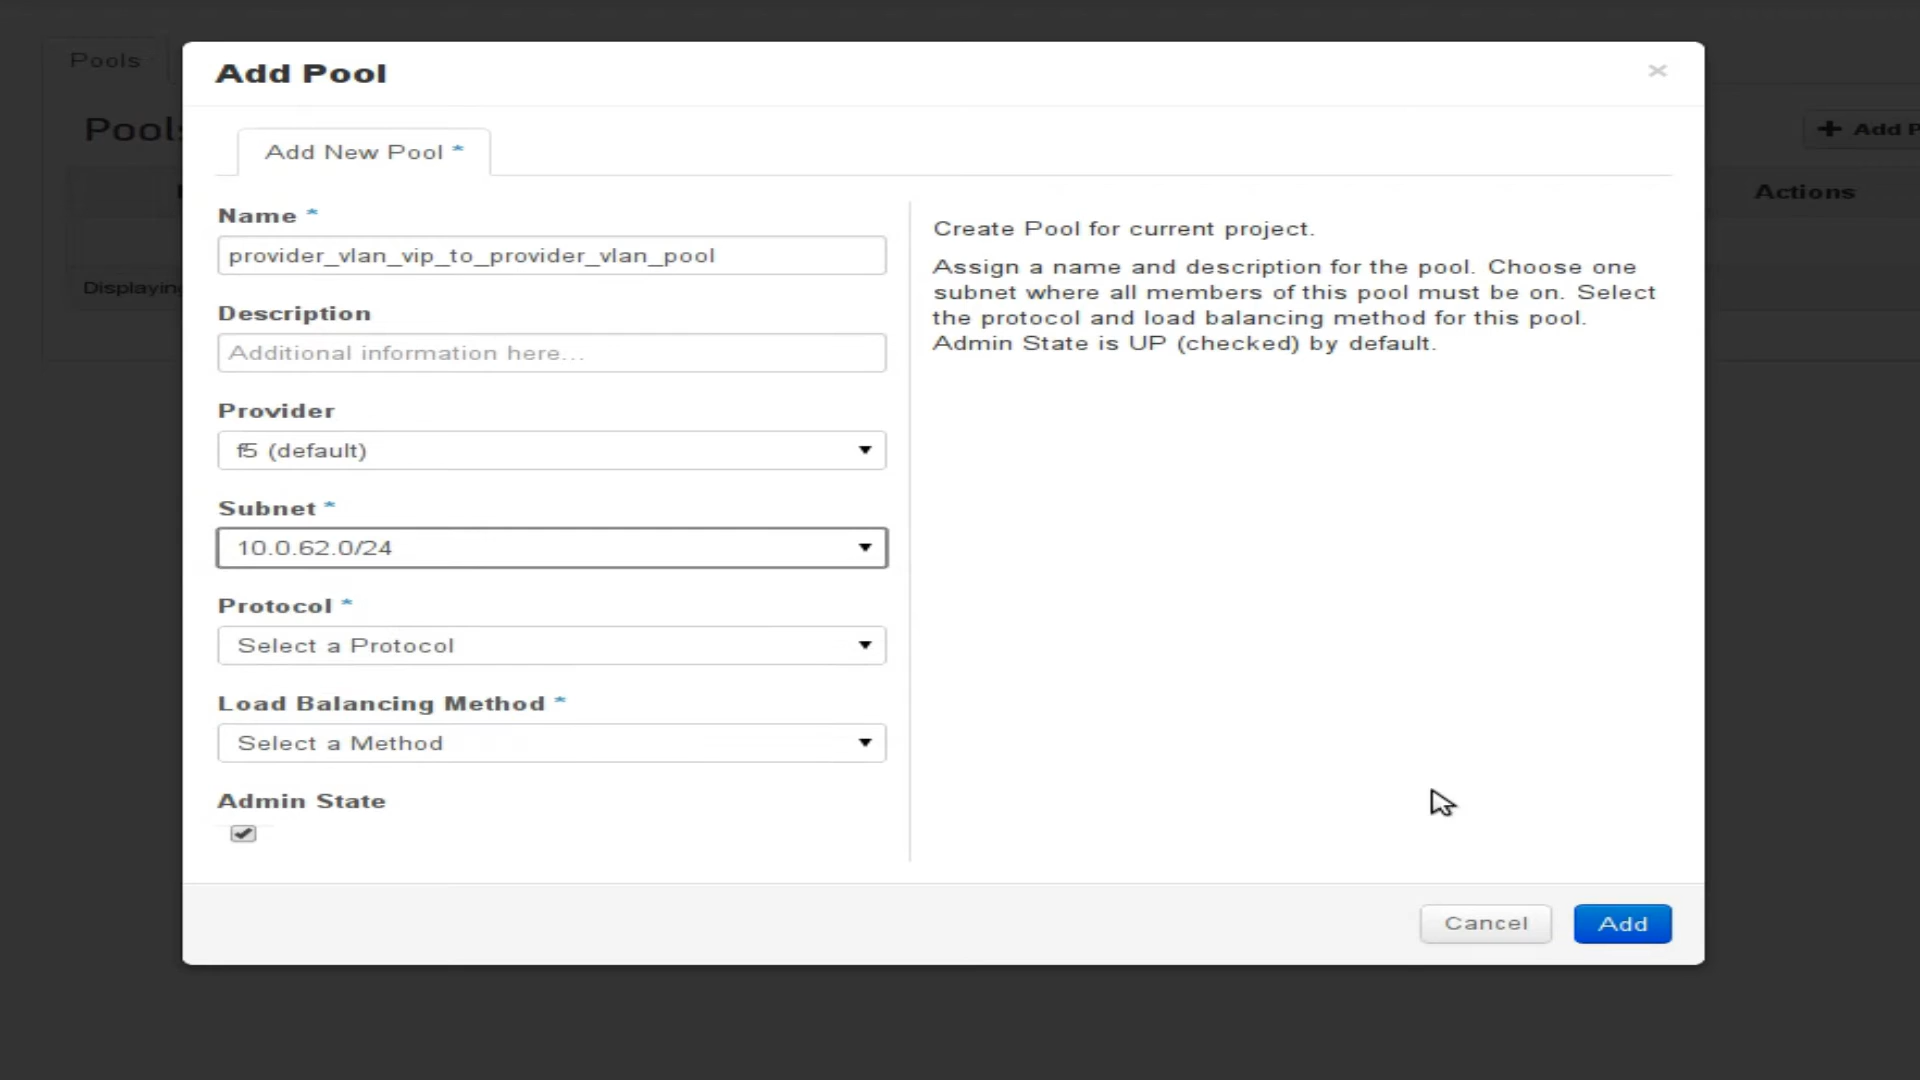 Pools
Add Pool
×
Add New Pool *
Pools
Add
Actions
Name *
provider_vlan_vip_to_provider_vlan_pool
Displaying
Description
Additional information here...
Provider
f5 (default)
Subnet *
10.0.62.0/24
Protocol *
Select a Protocol
Load Balancing Method *
Select a Method
Admin State
Create Pool for current project.
Assign a name and description for the pool. Choose one
subnet where all members of this pool must be on. Select
the protocol and load balancing method for this pool.
Admin State is UP (checked) by default.
Cancel
Add